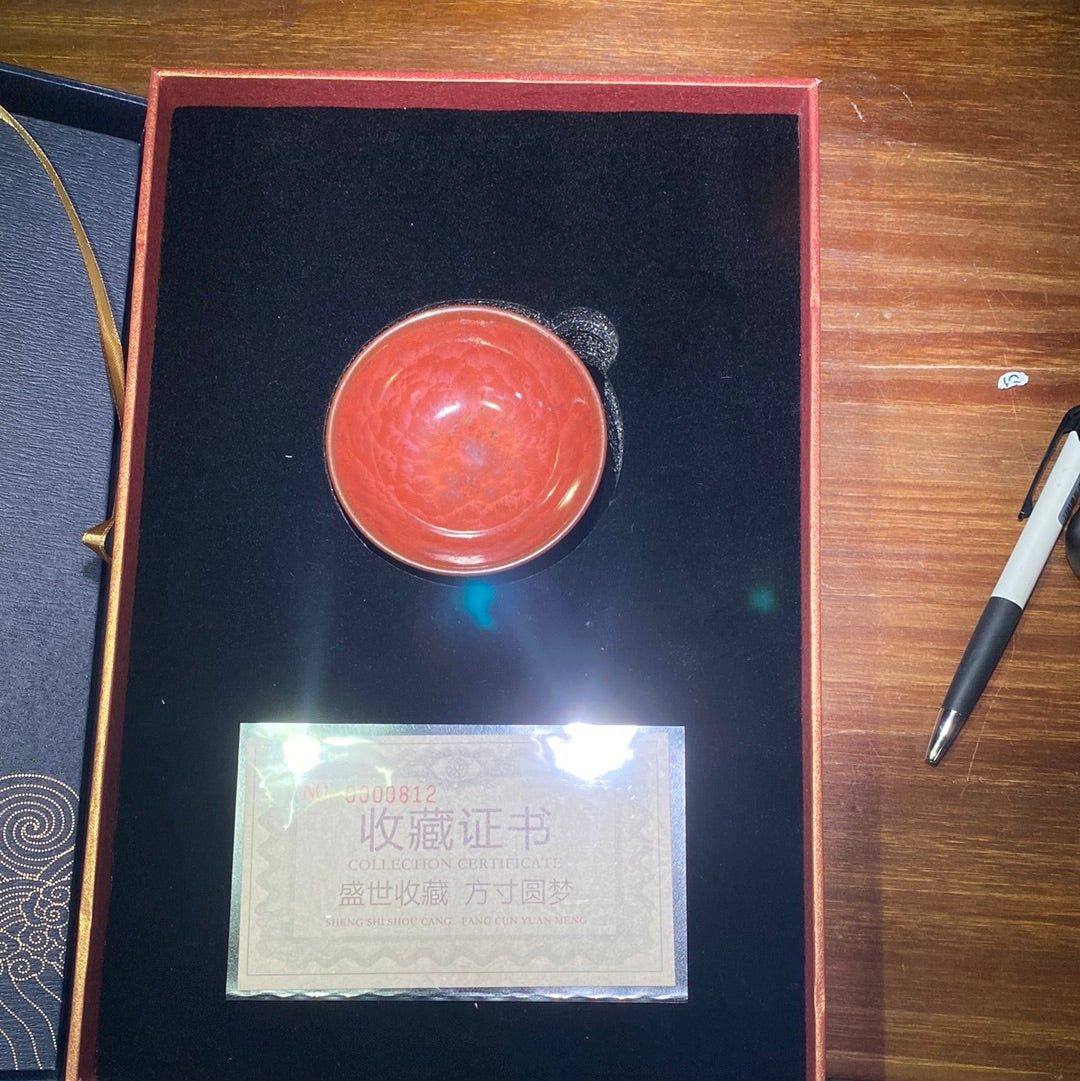 NO. 0000812
收藏证书
COLLECTION CERTIFICATE
盛世收藏 方寸圆梦
SHENG SHI SHOU CANG FANG CUN YUAN MENG